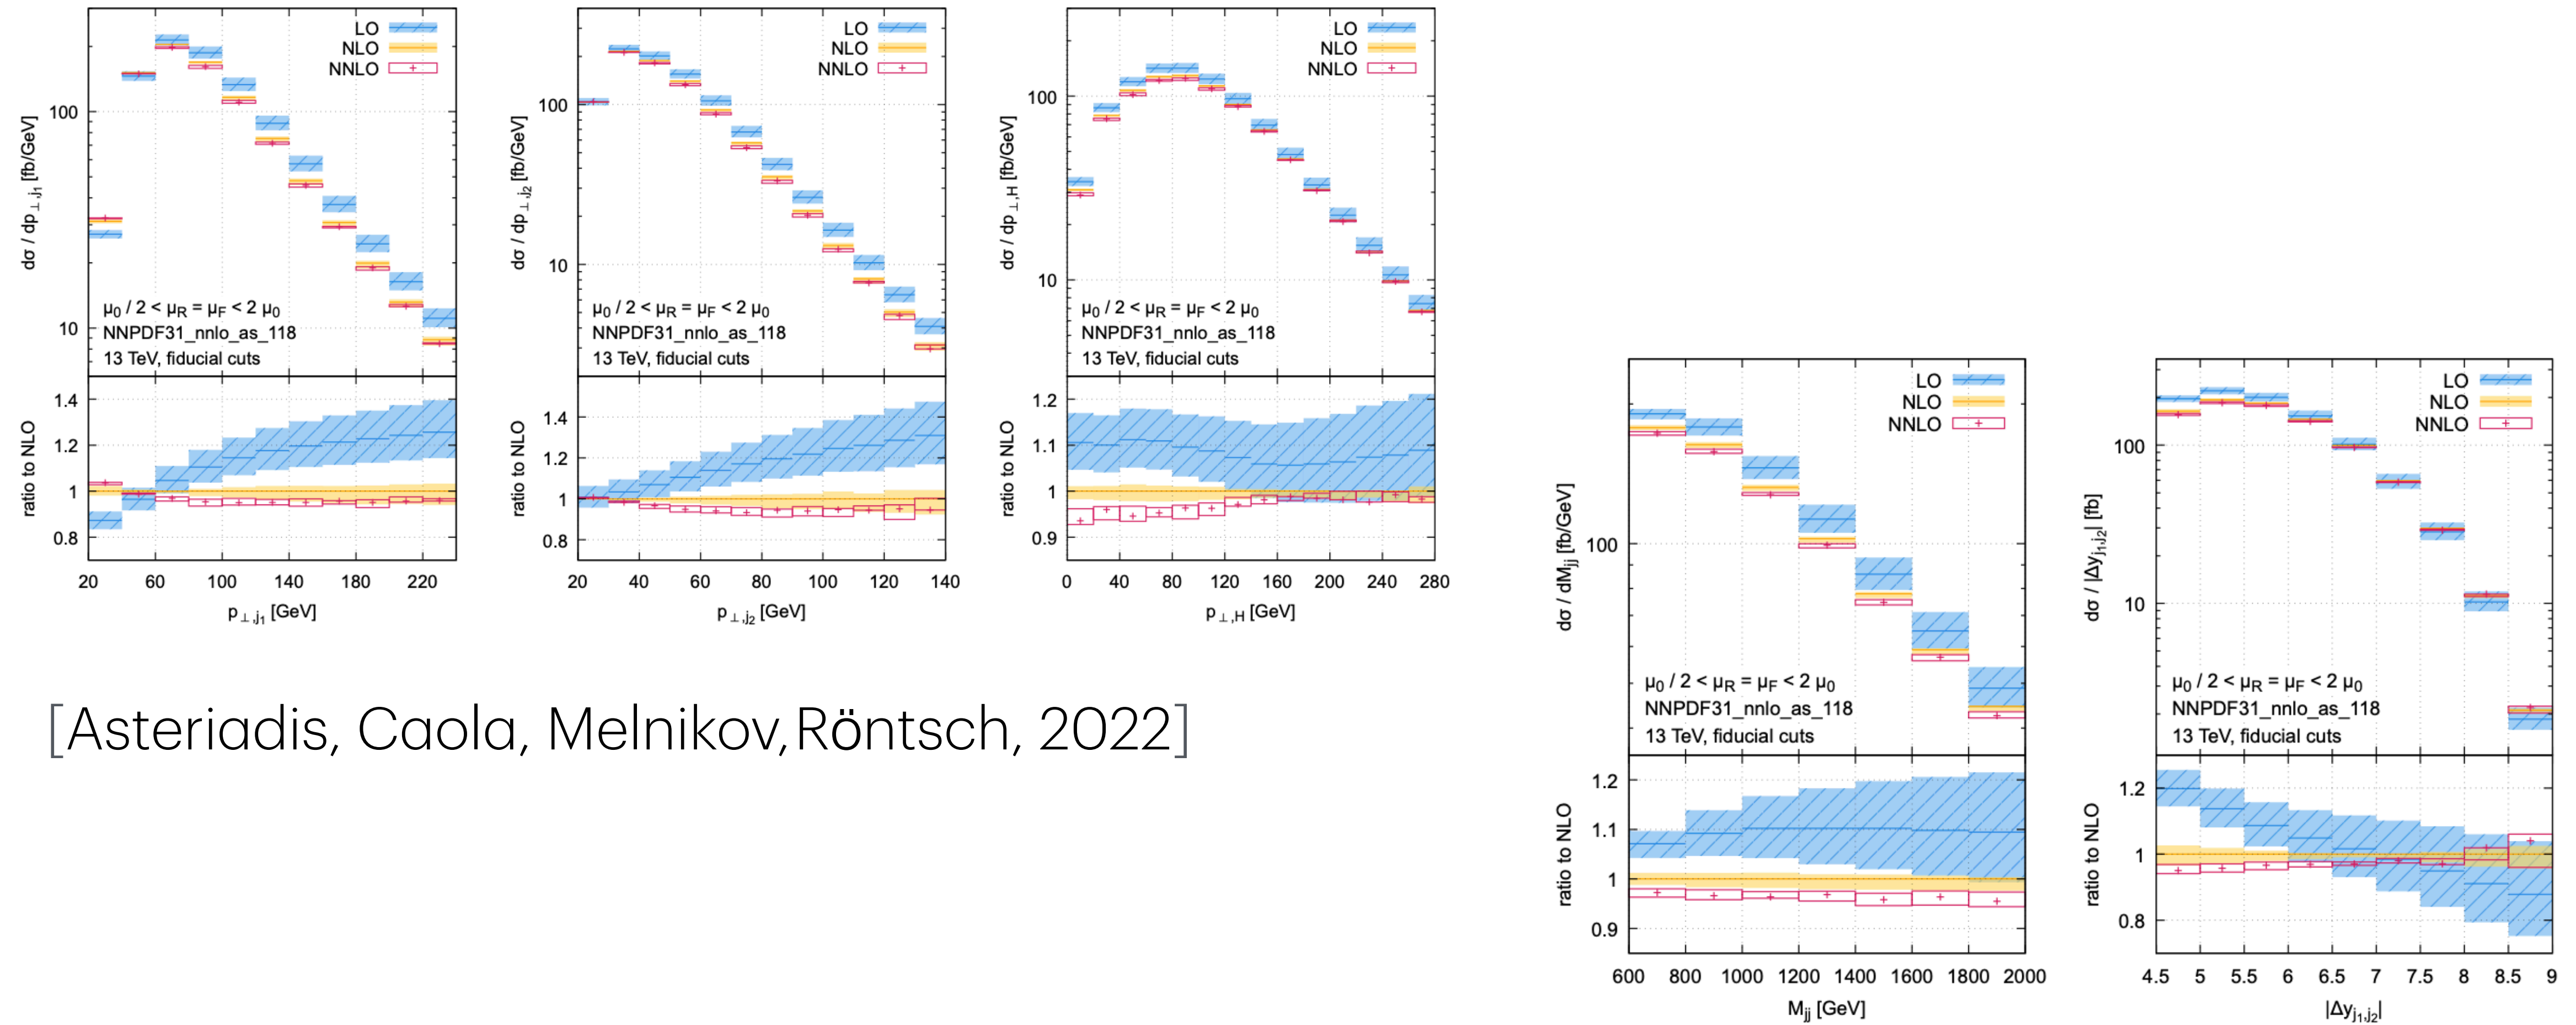 LO
NLO
NNLO
100
10
dσ / dp⊥,j1 [fb/GeV]
μ0 / 2 < μR = μF < 2 μ0
NNPDF31_nnlo_as_118
13 TeV, fiducial cuts
1.4
1.2
1
0.8
ratio to NLO
20 60 100 140 180 220
p⊥,j1 [GeV]
LO
NLO
NNLO
100
10
dσ / dp⊥,j2 [fb/GeV]
μ0 / 2 < μR = μF < 2 μ0
NNPDF31_nnlo_as_118
13 TeV, fiducial cuts
1.4
1.2
1
0.8
ratio to NLO
20 40 60 80 100 120 140
p⊥,j2 [GeV]
LO
NLO
NNLO
100
10
dσ / dp⊥,H [fb/GeV]
μ0 / 2 < μR = μF < 2 μ0
NNPDF31_nnlo_as_118
13 TeV, fiducial cuts
1.2
1.1
1
0.9
ratio to NLO
0 40 80 120 160 200 240 280
p⊥,H [GeV]
[Asteriadis, Caola, Melnikov,Röntsch, 2022]
LO
NLO
NNLO
100
dσ / dMjj [fb/GeV]
μ0 / 2 < μR = μF < 2 μ0
NNPDF31_nnlo_as_118
13 TeV, fiducial cuts
1.2
1.1
1
0.9
ratio to NLO
600 800 1000 1200 1400 1600 1800 2000
Mjj [GeV]
LO
NLO
NNLO
100
10
dσ / |Δyj1,j2| [fb]
μ0 / 2 < μR = μF < 2 μ0
NNPDF31_nnlo_as_118
13 TeV, fiducial cuts
1.2
1
0.8
ratio to NLO
4.5 5 5.5 6 6.5 7 7.5 8 8.5 9
|Δyj1,j2|